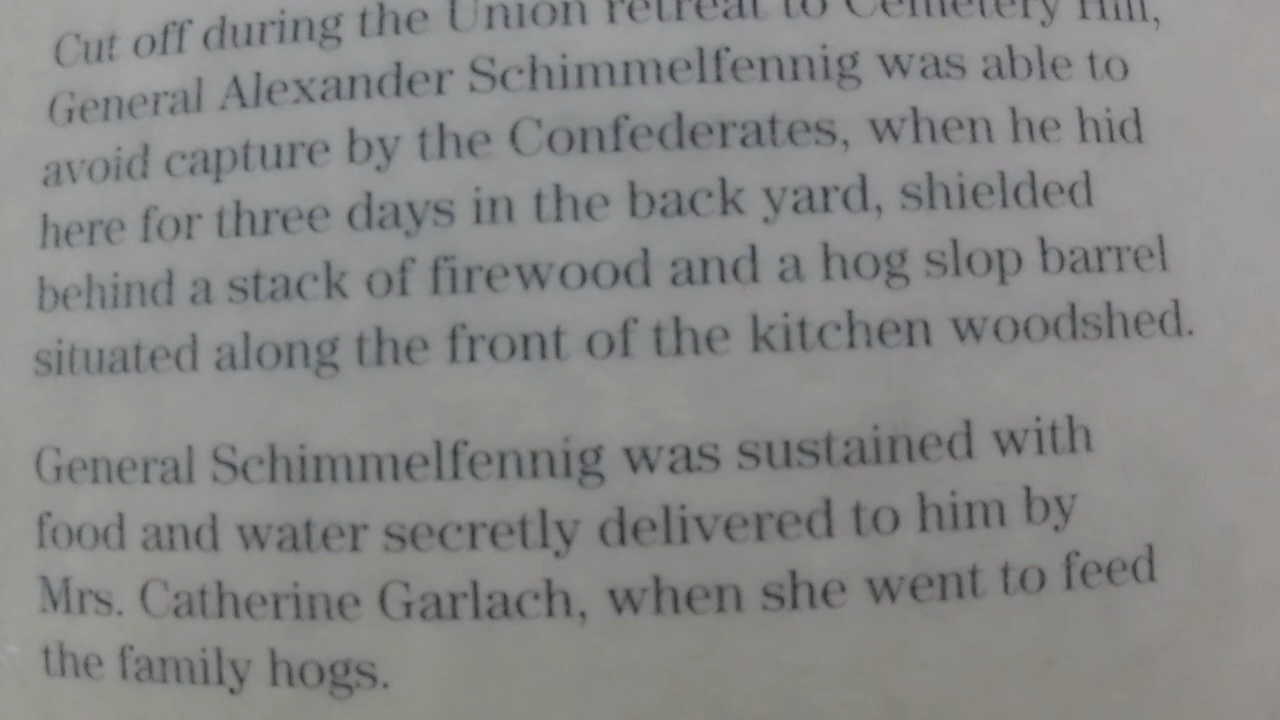 Cut off during the Union retreat to Cemetery Hill,
General Alexander Schimmelfennig was able to
avoid capture by the Confederates, when he hid
here for three days in the back yard, shielded
behind a stack of firewood and a hog slop barrel
situated along the front of the kitchen woodshed.
General Schimmelfennig was sustained with
food and water secretly delivered to him by
Mrs. Catherine Garlach, when she went to feed
the family hogs.